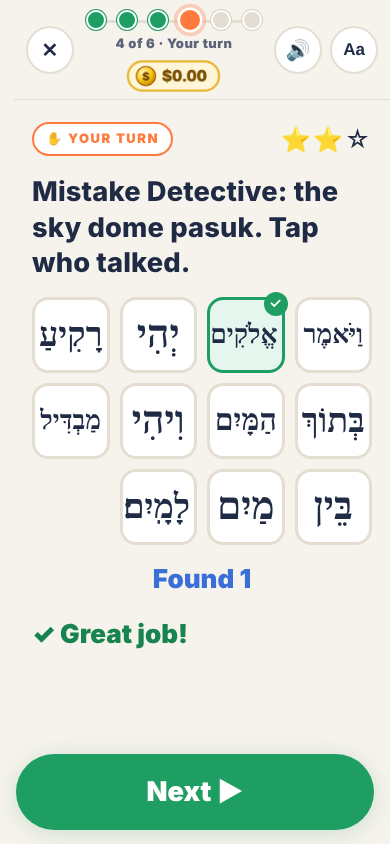 ✕
4 of 6 · Your turn
$ $0.00
🔊
Aa
✋ YOUR TURN
⭐⭐☆
Mistake Detective: the
sky dome pasuk. Tap
who talked.
וַיֹּאמֶר אֱלֹקִים יְהִי רָקִיעַ
בְּתוֹךְ הַמָּיִם וִיהִי מַבְדִּיל
בֵּין מַיִם לָמָיִם
Found 1
✓ Great job!
Next ▶